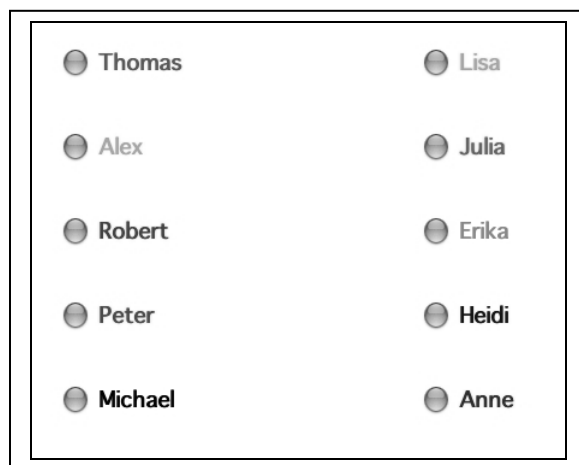 Thomas
Lisa
Alex
Julia
Robert
Erika
Peter
Heidi
Michael
Anne